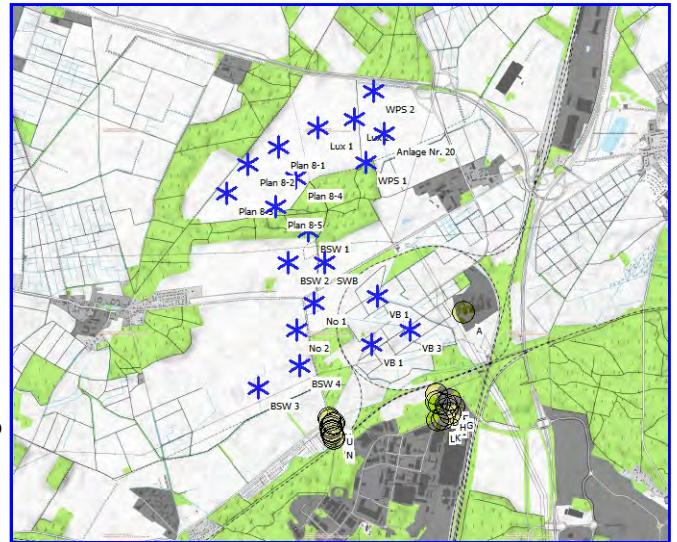 WPS 2
Lux 1
Lux
Anlage Nr. 20
Plan 8-1
WPS 1
Plan 8-2
Plan 8-4
Plan 8-3
Plan 8-5
BSW 1
BSW 2
SWB
No 1
VB 1
A
No 2
VB 1
VB 3
BSW 4
BSW 3
U
N
F
H
G
LK